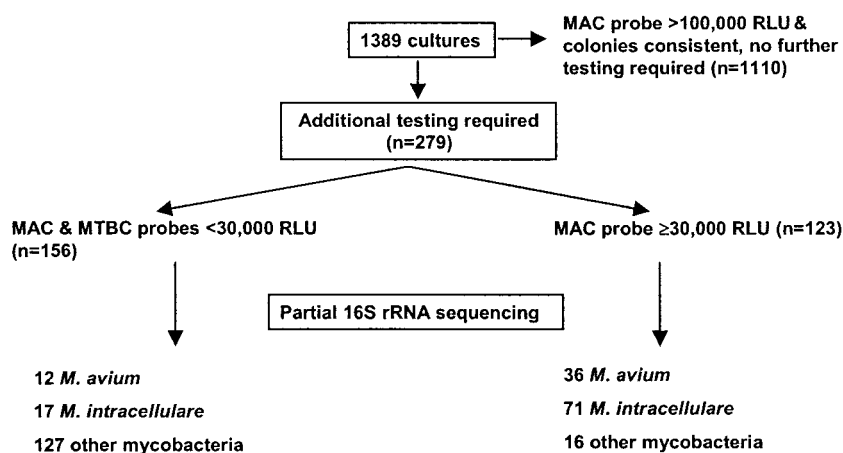 1389 cultures
MAC probe >100,000 RLU &
colonies consistent, no further
testing required (n=1110)
Additional testing required
(n=279)
MAC & MTBC probes <30,000 RLU
(n=156)
MAC probe ≥30,000 RLU (n=123)
Partial 16S rRNA sequencing
12 M. avium
17 M. intracellulare
127 other mycobacteria
36 M. avium
71 M. intracellulare
16 other mycobacteria